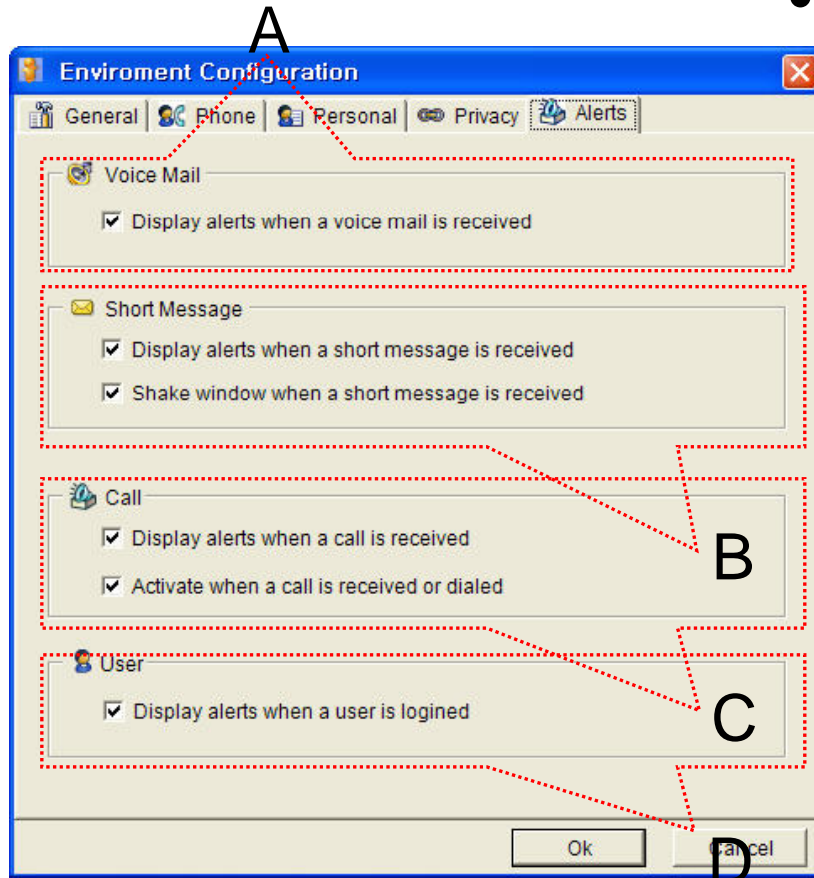 A
Enviroment Configuration
General Phone Personal Privacy Alerts
Voice Mail
Display alerts when a voice mail is received
Short Message
Display alerts when a short message is received
Shake window when a short message is received
Call
Display alerts when a call is received
B
Activate when a call is received or dialed
User
Display alerts when a user is logined
C
Ok Cancel
D